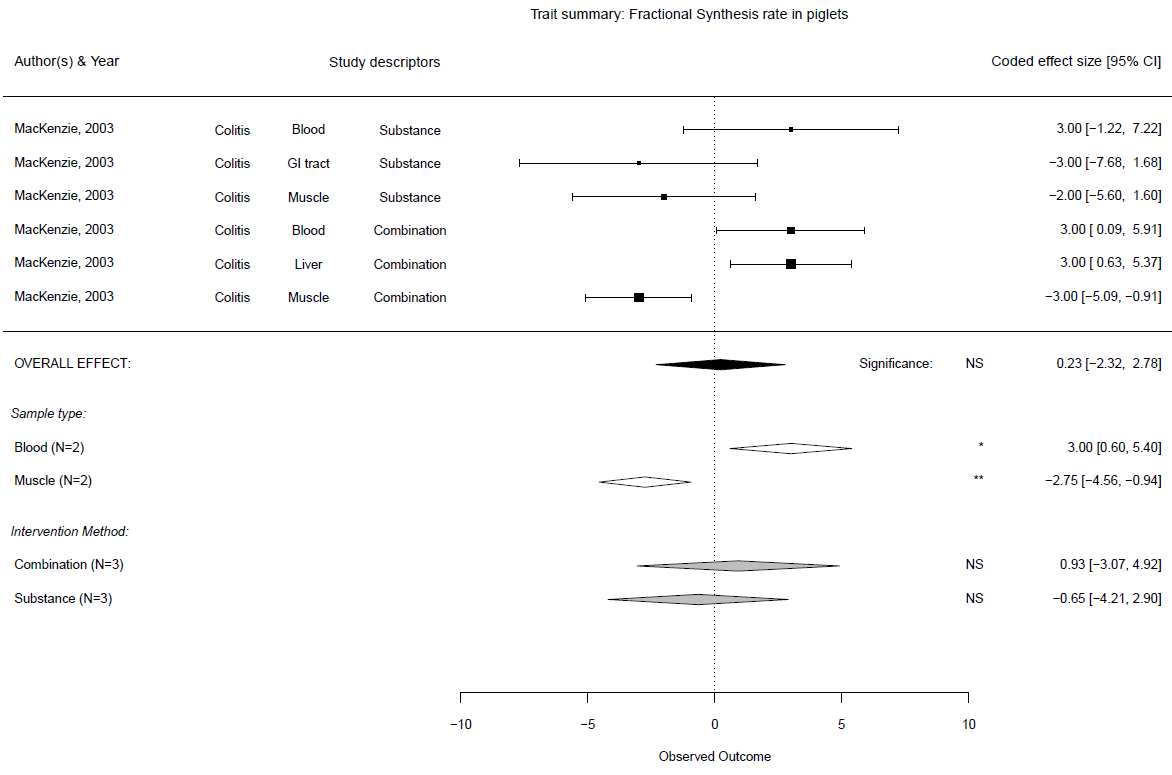 Trait summary: Fractional Synthesis rate in piglets
Author(s) & Year Study descriptors Coded effect size [95% CI]
MacKenzie, 2003 Colitis Blood Substance 3.00 [−1.22, 7.22]
MacKenzie, 2003 Colitis GI tract Substance −3.00 [−7.68, 1.68]
MacKenzie, 2003 Colitis Muscle Substance −2.00 [−5.60, 1.60]
MacKenzie, 2003 Colitis Blood Combination 3.00 [ 0.09, 5.91]
MacKenzie, 2003 Colitis Liver Combination 3.00 [ 0.63, 5.37]
MacKenzie, 2003 Colitis Muscle Combination −3.00 [−5.09, −0.91]
OVERALL EFFECT: Significance: NS 0.23 [−2.32, 2.78]
Sample type:
Blood (N=2) * 3.00 [0.60, 5.40]
Muscle (N=2) ** −2.75 [−4.56, −0.94]
Intervention Method:
Combination (N=3) NS 0.93 [−3.07, 4.92]
Substance (N=3) NS −0.65 [−4.21, 2.90]
−10 −5 0 5 10
Observed Outcome